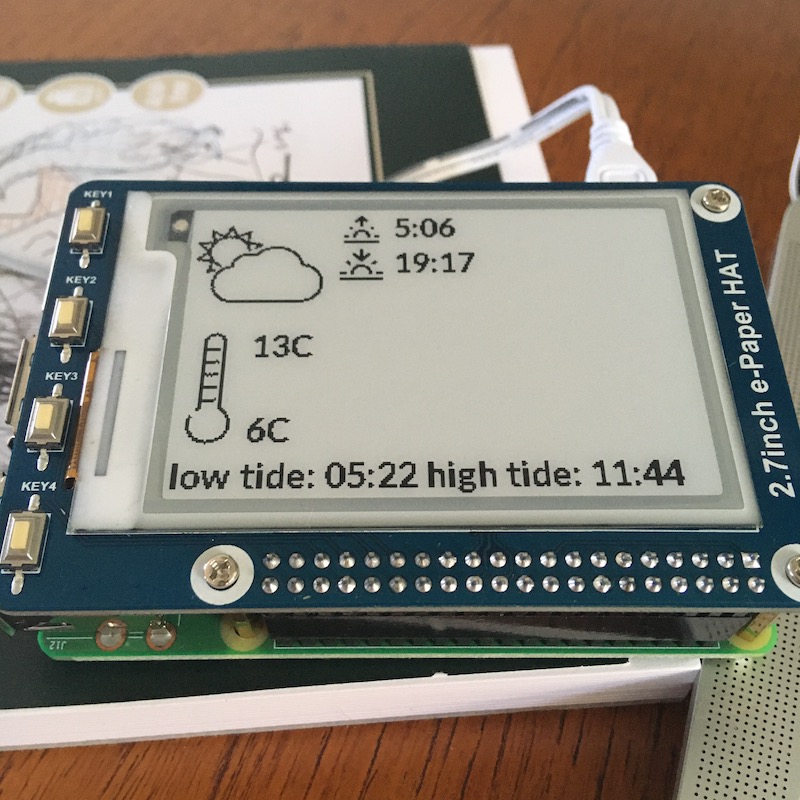 KEY1
KEY2
KEY3
KEY4
5:06
19:17
13C
6C
low tide: 05:22 high tide: 11:44
2.7inch e-Paper HAT
J12